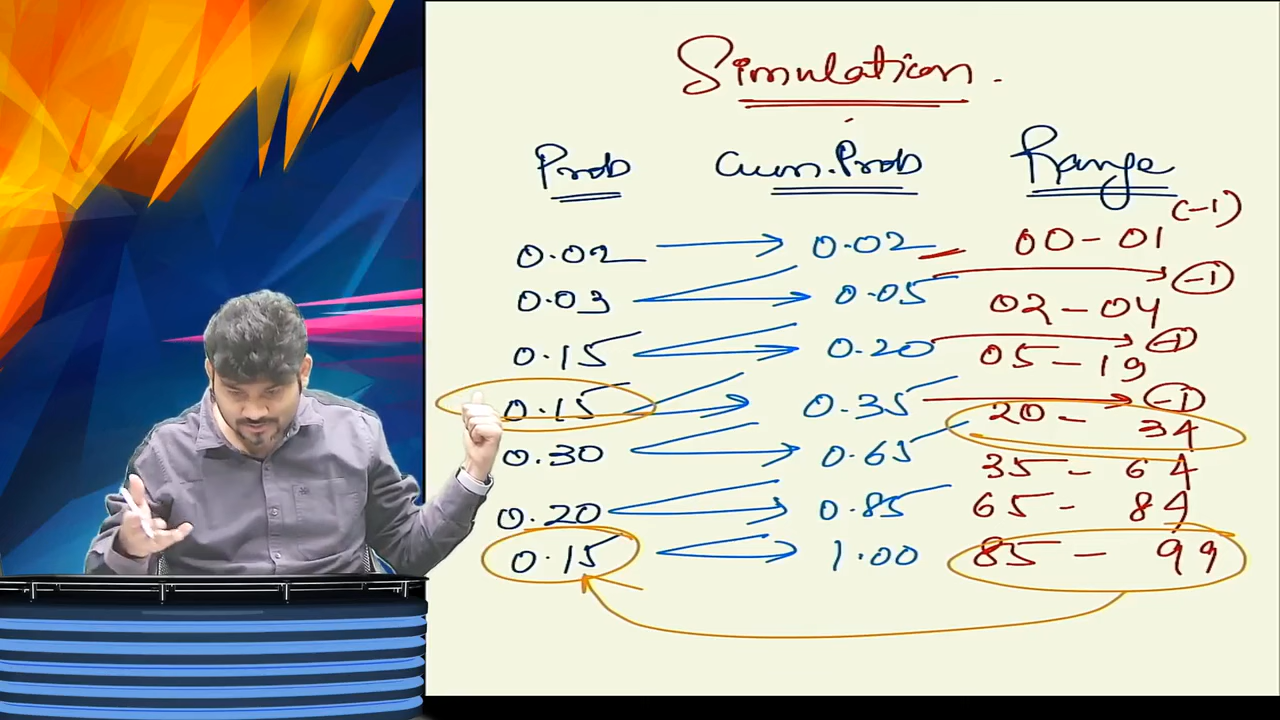 Simulation.
Prob Cum.Prob Range
(-1)
0.02 0.02 00-01
-1
0.03 0.05 02-04
-1
0.15 0.20 05-19
-1
0.15 0.35 20-34
0.30 0.65 35-64
0.20 0.85 65-84
0.15 1.00 85-99